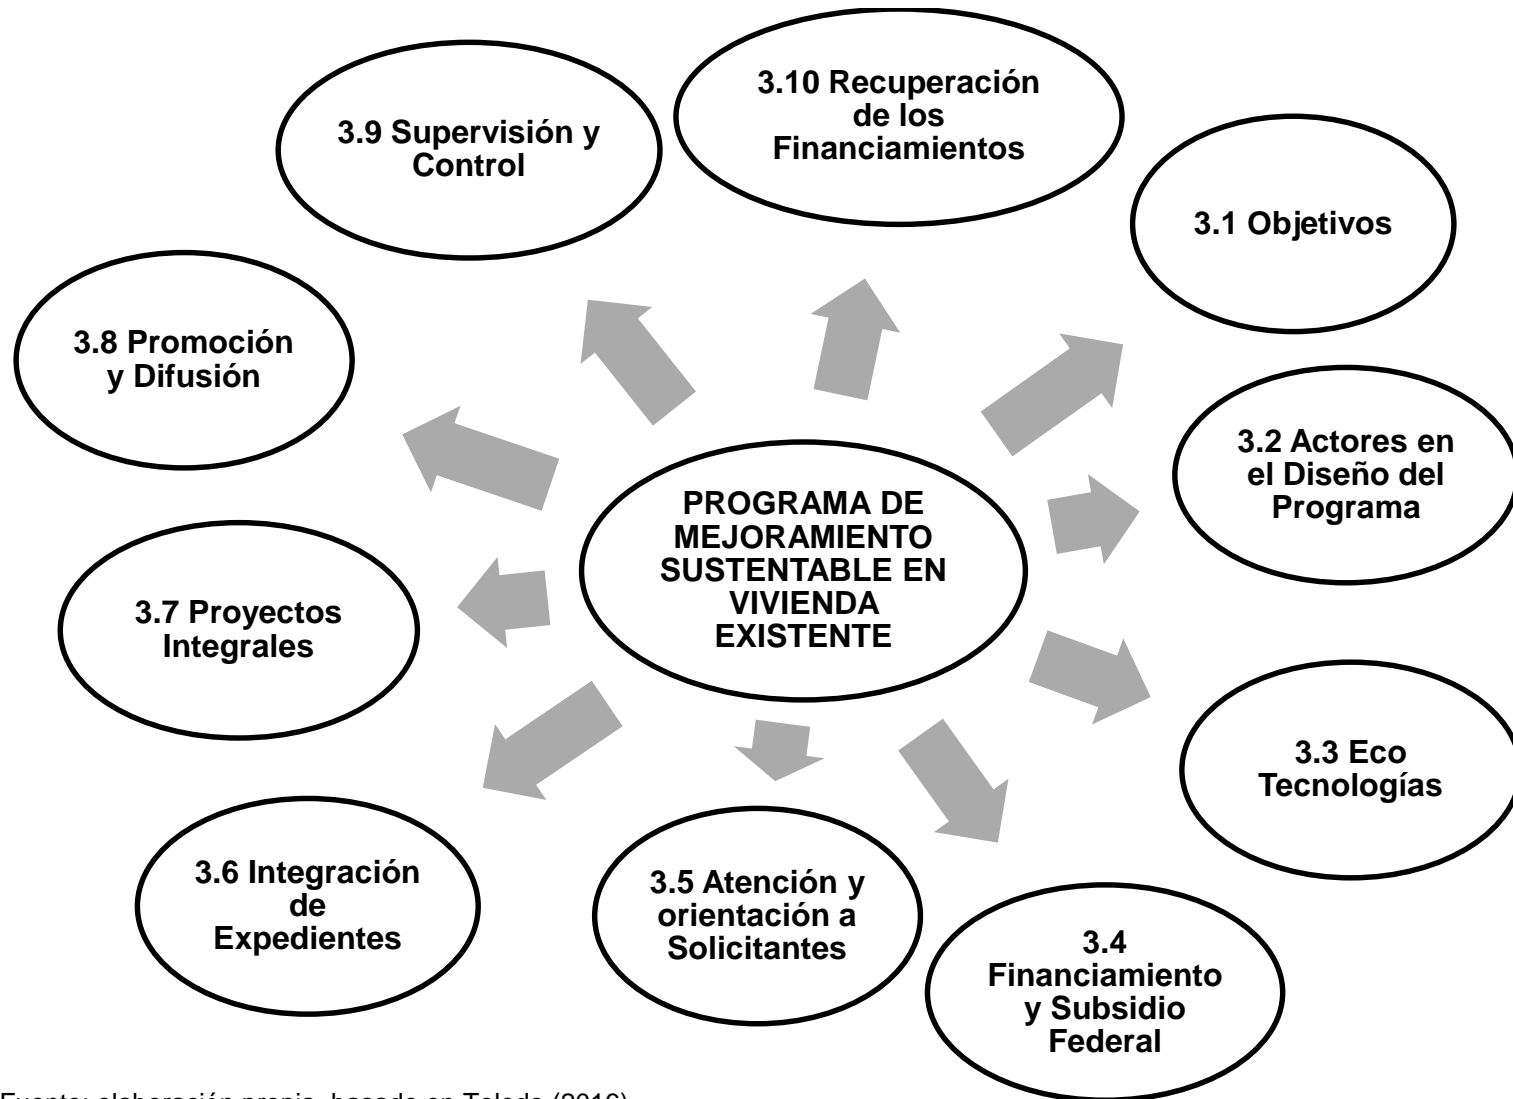 3.10 Recuperación
de los
Financiamientos
3.9 Supervisión y
Control
3.1 Objetivos
3.8 Promoción
y Difusión
3.2 Actores en
el Diseño del
Programa
PROGRAMA DE
MEJORAMIENTO
SUSTENTABLE EN
VIVIENDA
EXISTENTE
3.7 Proyectos
Integrales
3.3 Eco
Tecnologías
3.6 Integración
de
Expedientes
3.5 Atención y
orientación a
Solicitantes
3.4
Financiamiento
y Subsidio
Federal
Fuente: elaboración propia, basado en Toledo (2016)